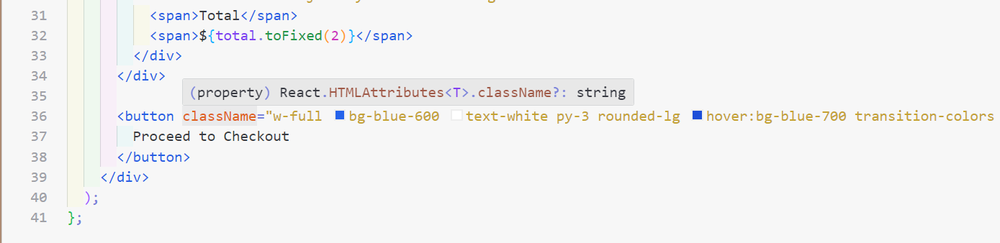 31 <span>Total</span>
32 <span>${total.toFixed(2)}</span>
33 </div>
34 </div>
(property) React.HTMLAttributes<T>.className?: string
35
36 <button className="w-full bg-blue-600 text-white py-3 rounded-lg hover:bg-blue-700 transition-colors
37 Proceed to Checkout
38 </button>
39 </div>
40 );
41 };